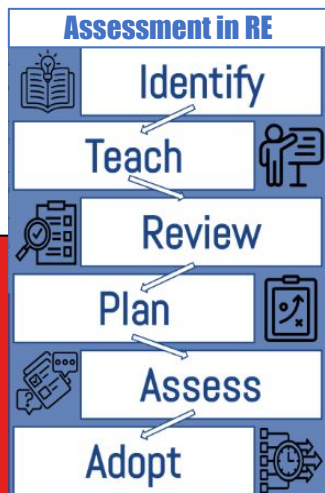 Assessment in RE
Identify
Teach
Review
Plan
Assess
Adopt